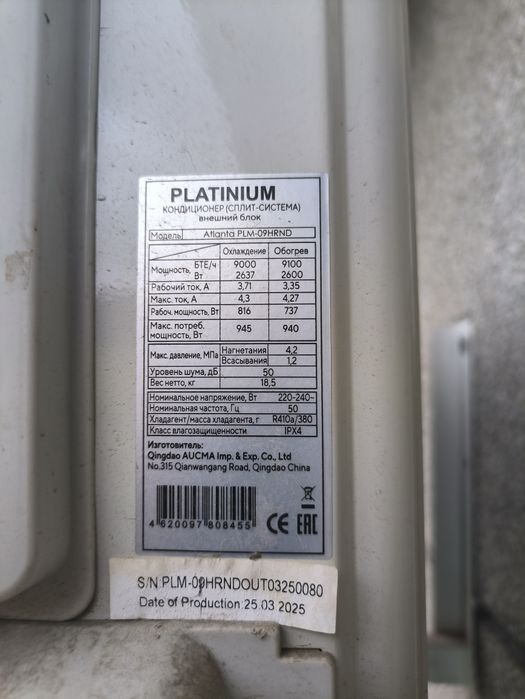 PLATINIUM
КОНДИЦИОНЕР (СПЛИТ-СИСТЕМА)
внешний блок
Модель: Atlanta PLM-09HRND
Охлаждение Обогрев
Мощность, БТЕ/ч 9000 9100
Вт 2637 2600
Рабочий ток, А 3,71 3,35
Макс. ток, А 4,3 4,27
Рабоч. мощность, Вт 816 737
Макс. потреб. мощность, Вт 945 940
Макс. давление, МПа Нагнетания 4,2
Всасывания 1,2
Уровень шума, дБ 50
Вес нетто, кг 18,5
Номинальное напряжение, Вт 220-240~
Номинальная частота, Гц 50
Хладагент/масса хладагента, г R410a/380
Класс влагозащищенности IPX4
Изготовитель:
Qingdao AUCMA Imp. & Exp. Co., Ltd
No.315 Qianwangang Road, Qingdao China
4 620097 808455
CE EAC
S/N PLM-09HRNDOUT03250080
Date of Production:25.03 2025